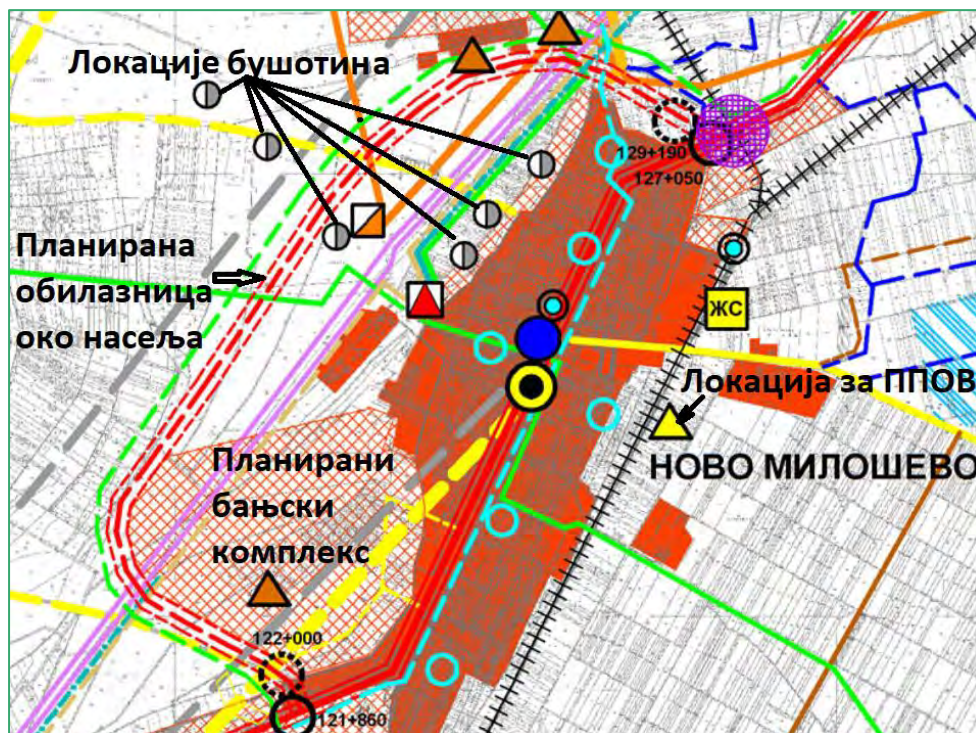 Локације бушотина
129+190
127+050
Планирана
обилазница
око насеља
ЖС
Локација за ППОВ
НОВО МИЛОШЕВО
Планирани
бањски
комплекс
122+000
121+860